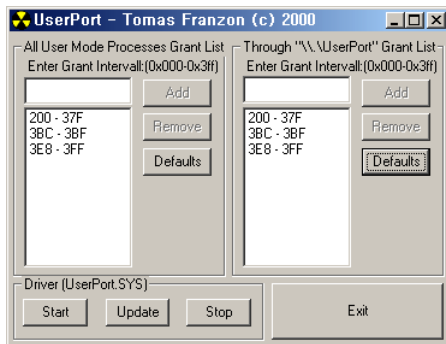 UserPort - Tomas Franzon (c) 2000
All User Mode Processes Grant List
Enter Grant Intervall:(0x000-0x3ff)
Add
200 - 37F
3BC - 3BF
3E8 - 3FF
Remove
Defaults
Through "\\.\UserPort" Grant List
Enter Grant Intervall:(0x000-0x3ff)
Add
200 - 37F
3BC - 3BF
3E8 - 3FF
Remove
Defaults
Driver (UserPort.SYS)
Start Update Stop
Exit